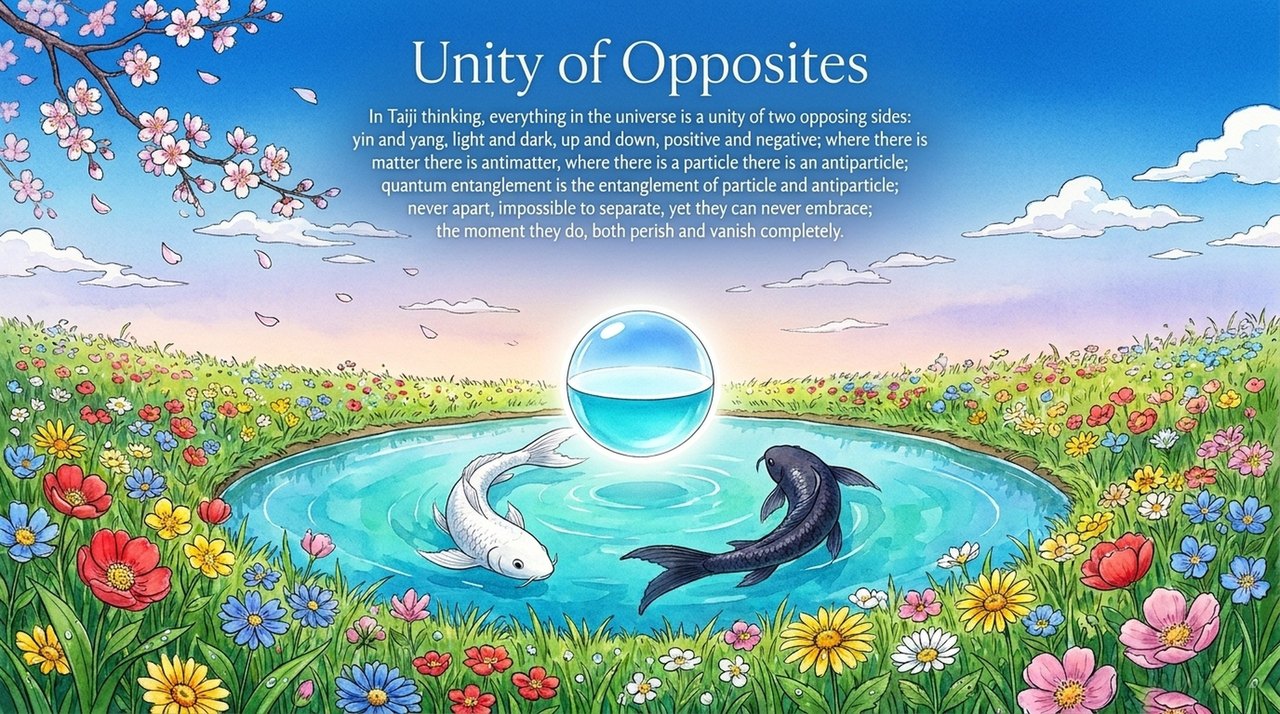 Unity of Opposites
In Taiji thinking, everything in the universe is a unity of two opposing sides:
yin and yang, light and dark, up and down, positive and negative; where there is
matter there is antimatter, where there is a particle there is an antiparticle;
quantum entanglement is the entanglement of particle and antiparticle;
never apart, impossible to separate, yet they can never embrace;
the moment they do, both perish and vanish completely.